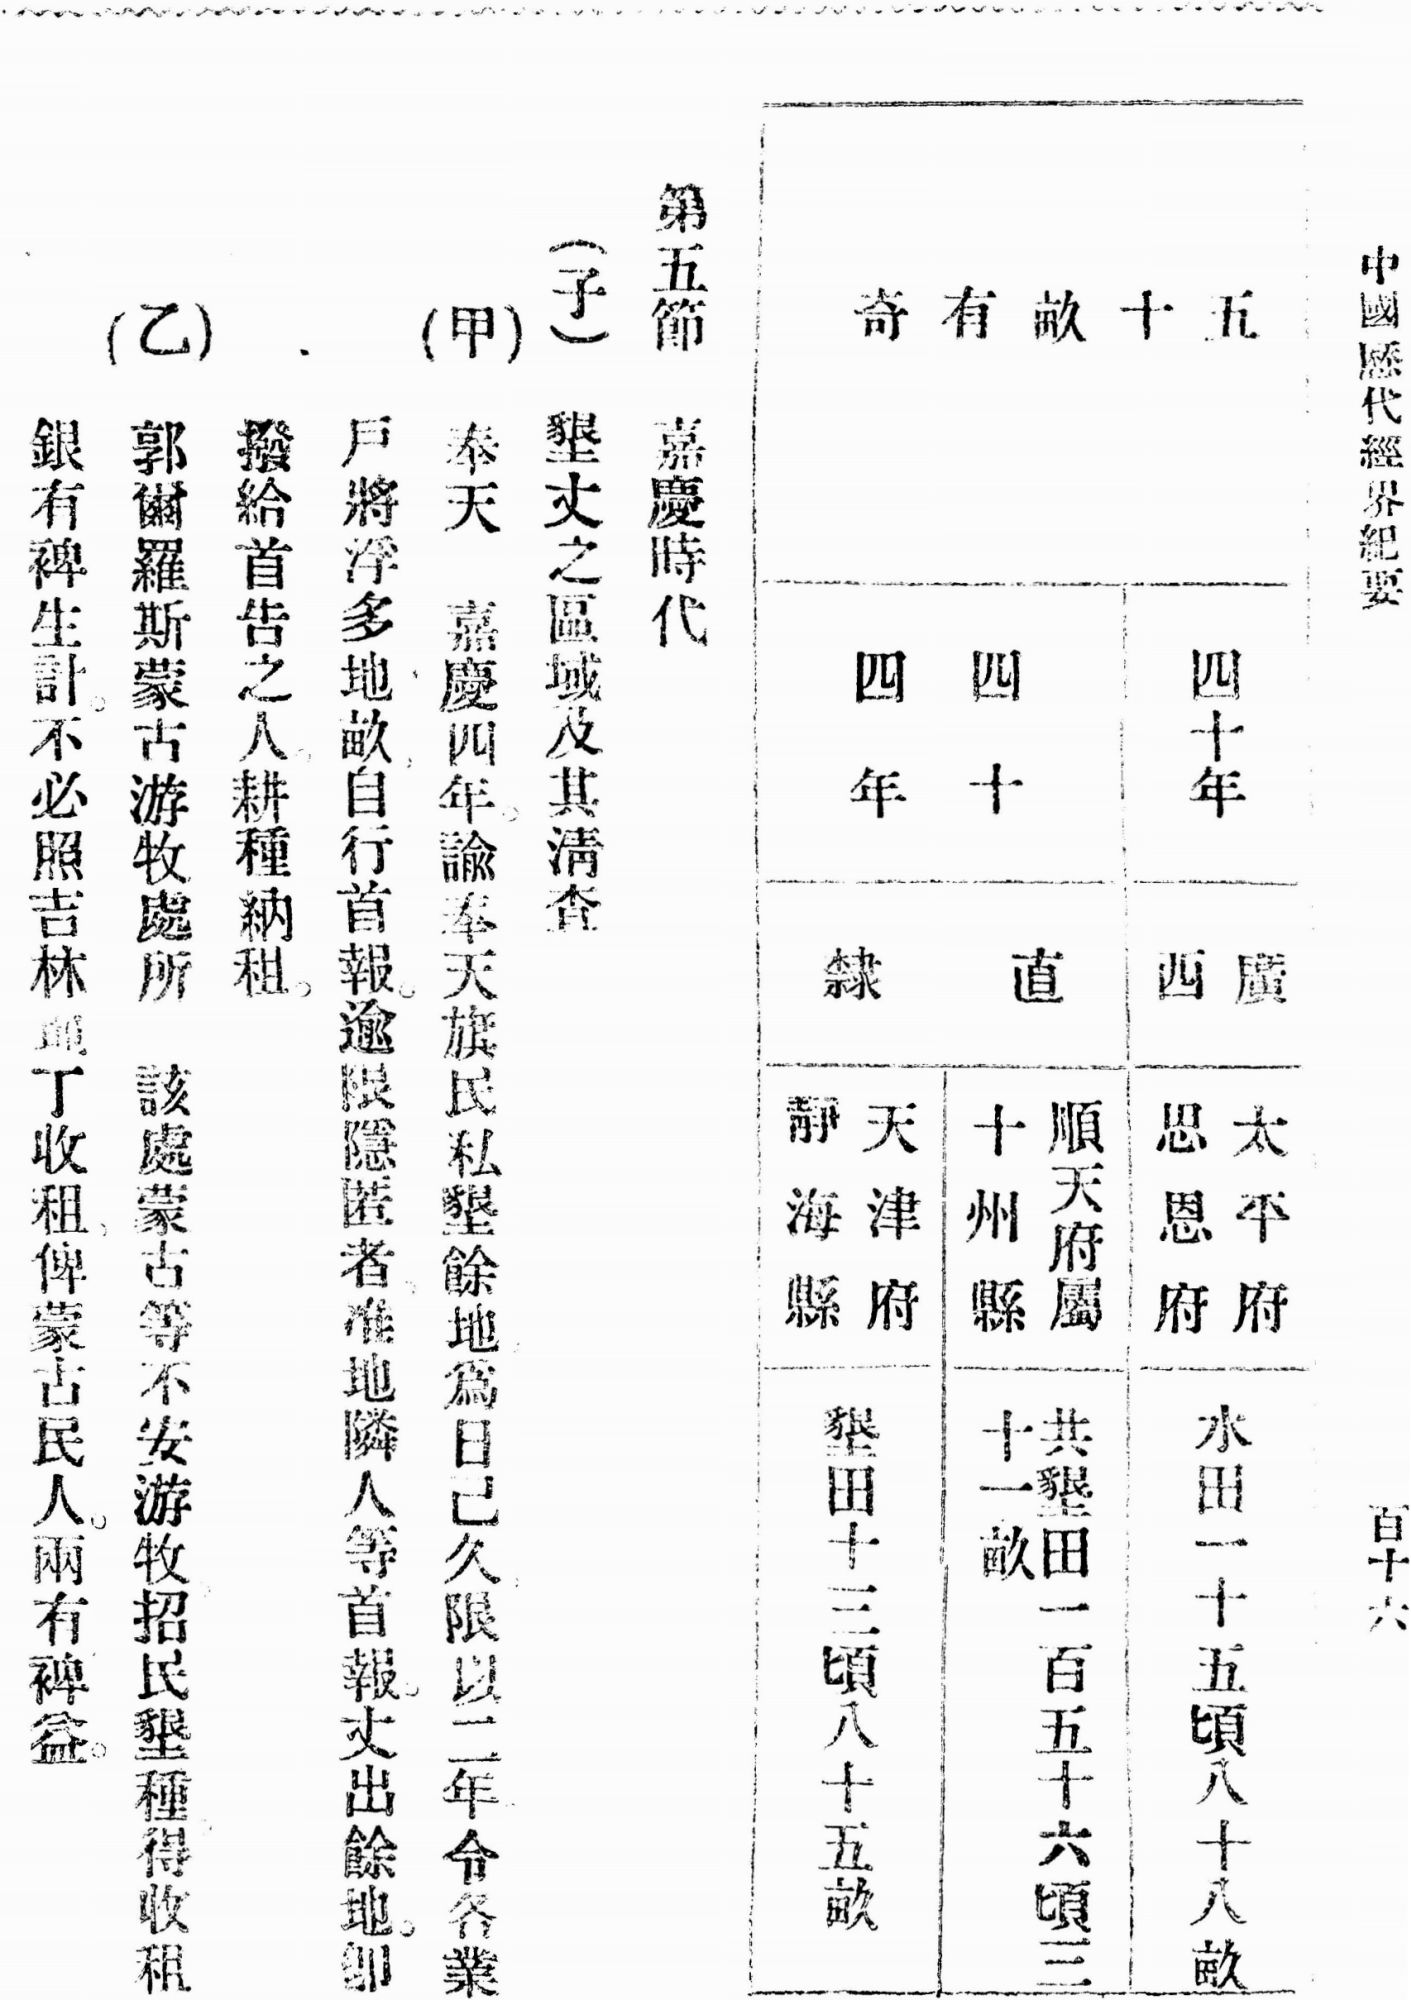 中國歷代經界紀要
百十六
五十畝有奇
四十年
廣西
太平府
思恩府
水田一十五頃八十八畝
四十
四年
直隸
順天府屬
十州縣
共墾田一百五十六頃三
十一畝
天津府
靜海縣
墾田十三頃八十五畝
第五節 嘉慶時代
(子) 墾丈之區域及其清查
(甲) 奉天 嘉慶四年。諭奉天旗民私墾餘地、爲日己久、限以二年、令各業
戶將浮多地畝、自行首報。逾限隱匿者、准地隣人等首報。丈出餘地。卽
撥給首告之人。耕種納租。
(乙) 郭爾羅斯蒙古游牧處所 該處蒙古等不安游牧、招民墾種、得收租
銀有裨生計。不必照吉林 丁收租、俾蒙古民人。兩有裨益。